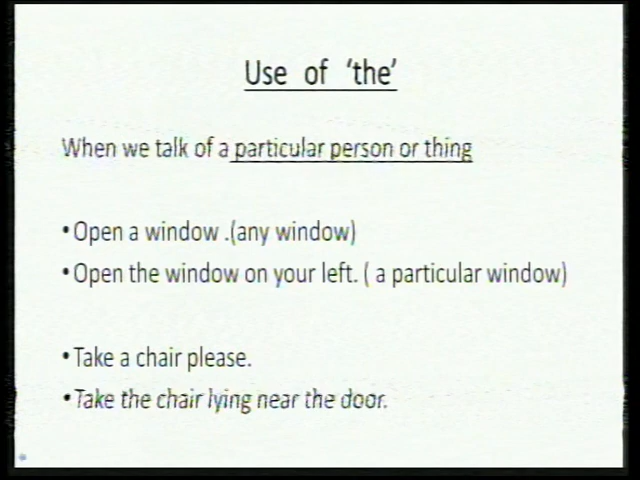 Use of ‘the’
When we talk of a particular person or thing
•Open a window .(any window)
•Open the window on your left. ( a particular window)
•Take a chair please.
•Take the chair lying near the door.